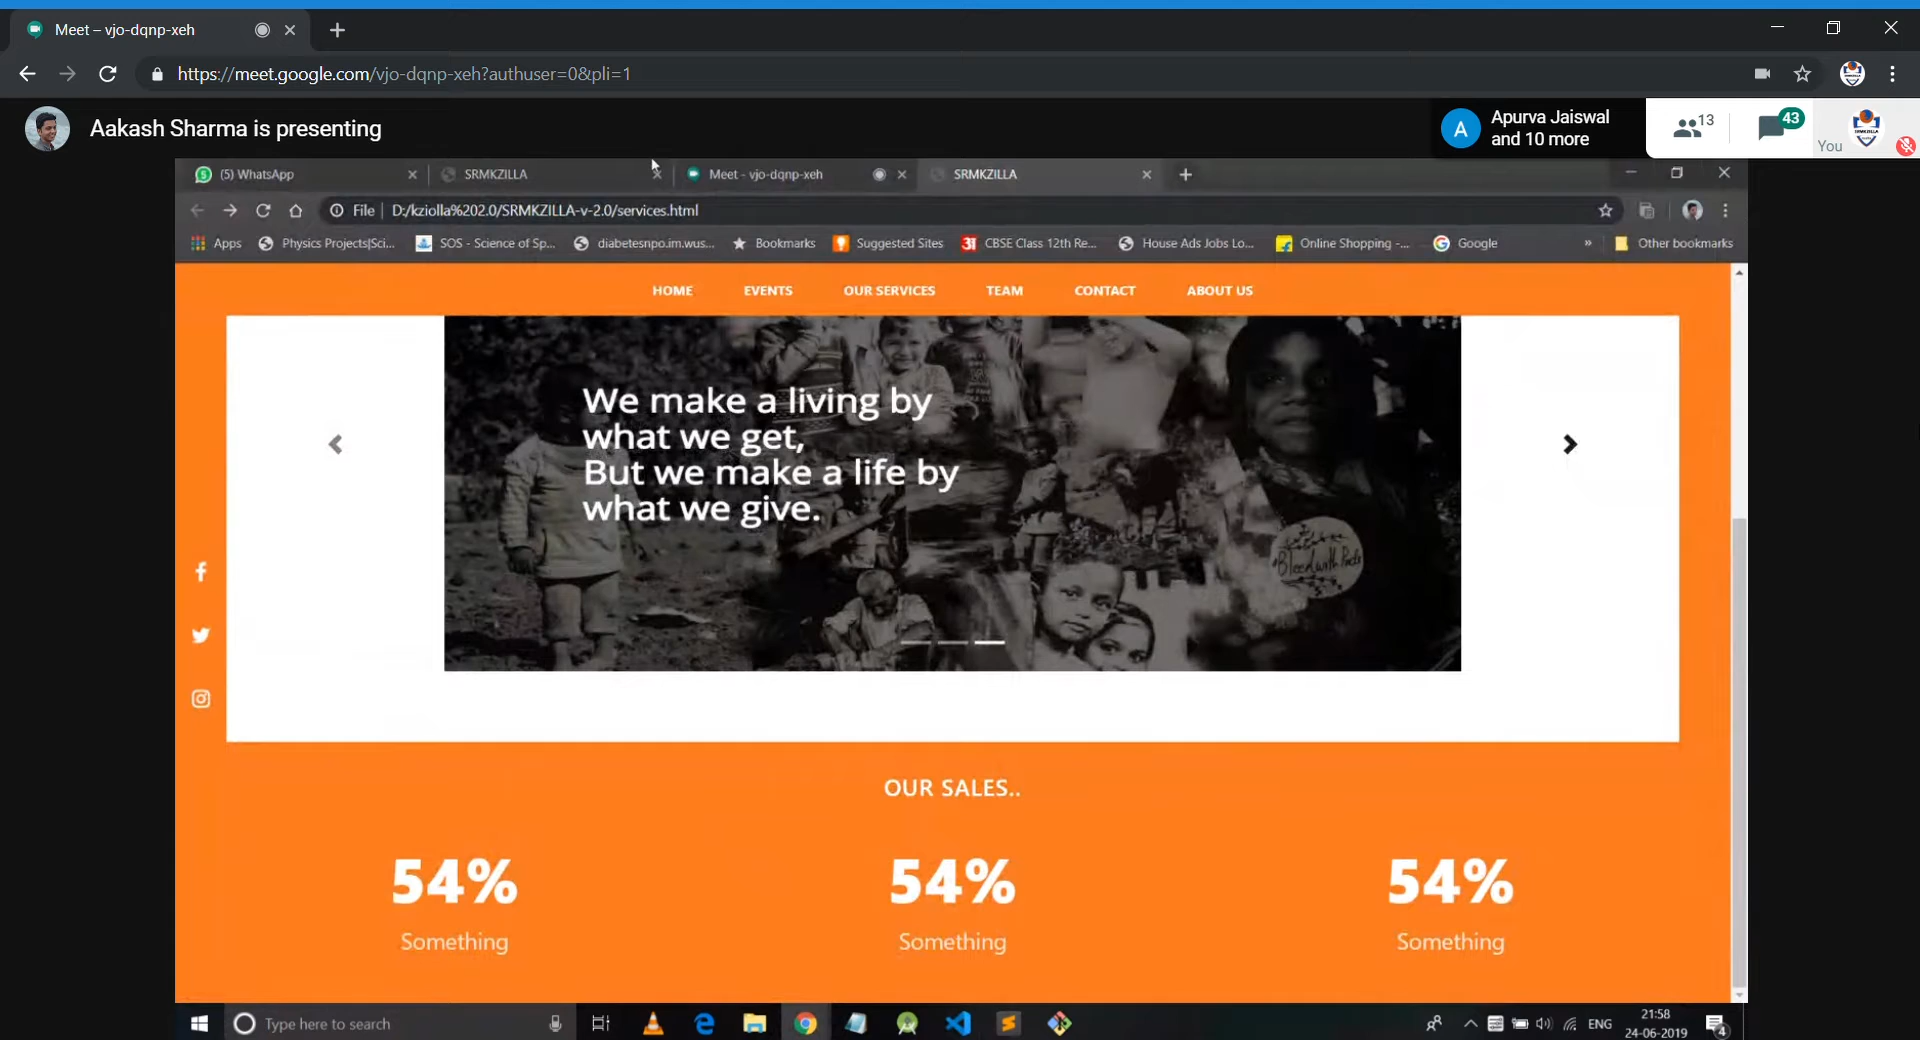 Meet – vjo-dqnp-xeh
https://meet.google.com/vjo-dqnp-xeh?authuser=0&pli=1
Aakash Sharma is presenting
A
Apurva Jaiswal
and 10 more
13
43
You
(5) WhatsApp
SRMKZILLA
Meet - vjo-dqnp-xeh
SRMKZILLA
File
D:/kziolla%202.0/SRMKZILLA-v-2.0/services.html
Apps
Physics Projects|Sci...
SOS - Science of Sp...
diabetesnpo.im.wus...
Bookmarks
Suggested Sites
31
CBSE Class 12th Re...
House Ads Jobs Lo...
Online Shopping -...
Google
»
Other bookmarks
HOME
EVENTS
OUR SERVICES
TEAM
CONTACT
ABOUT US
We make a living by
what we get,
But we make a life by
what we give.
#Bleedwith Pride
OUR SALES..
54%
54%
54%
Something
Something
Something
Type here to search
ENG
21:58
24-06-2019
4